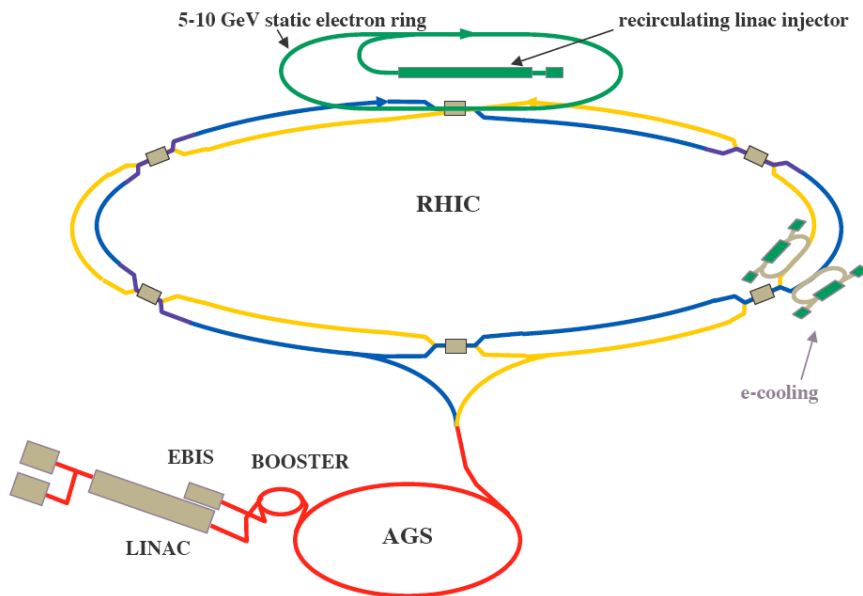 5-10 GeV static electron ring
recirculating linac injector
RHIC
e-cooling
EBIS
BOOSTER
LINAC
AGS